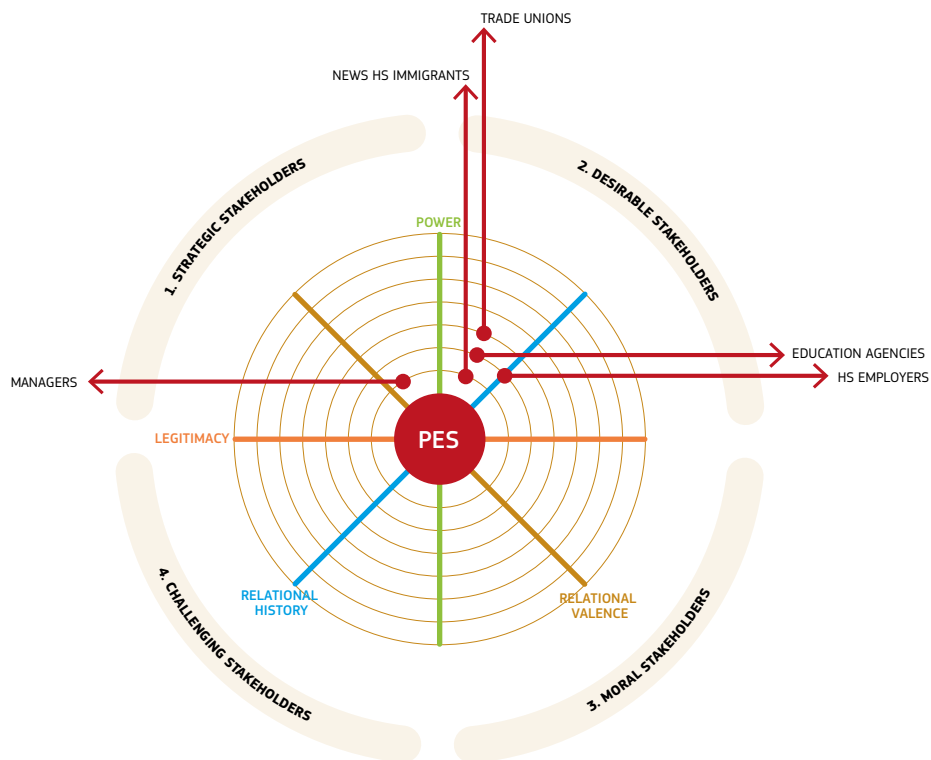 TRADE UNIONS
NEWS HS IMMIGRANTS
1. STRATEGIC STAKEHOLDERS
2. DESIRABLE STAKEHOLDERS
POWER
EDUCATION AGENCIES
HS EMPLOYERS
MANAGERS
LEGITIMACY
PES
RELATIONAL
HISTORY
RELATIONAL
VALENCE
4. CHALLENGING STAKEHOLDERS
3. MORAL STAKEHOLDERS